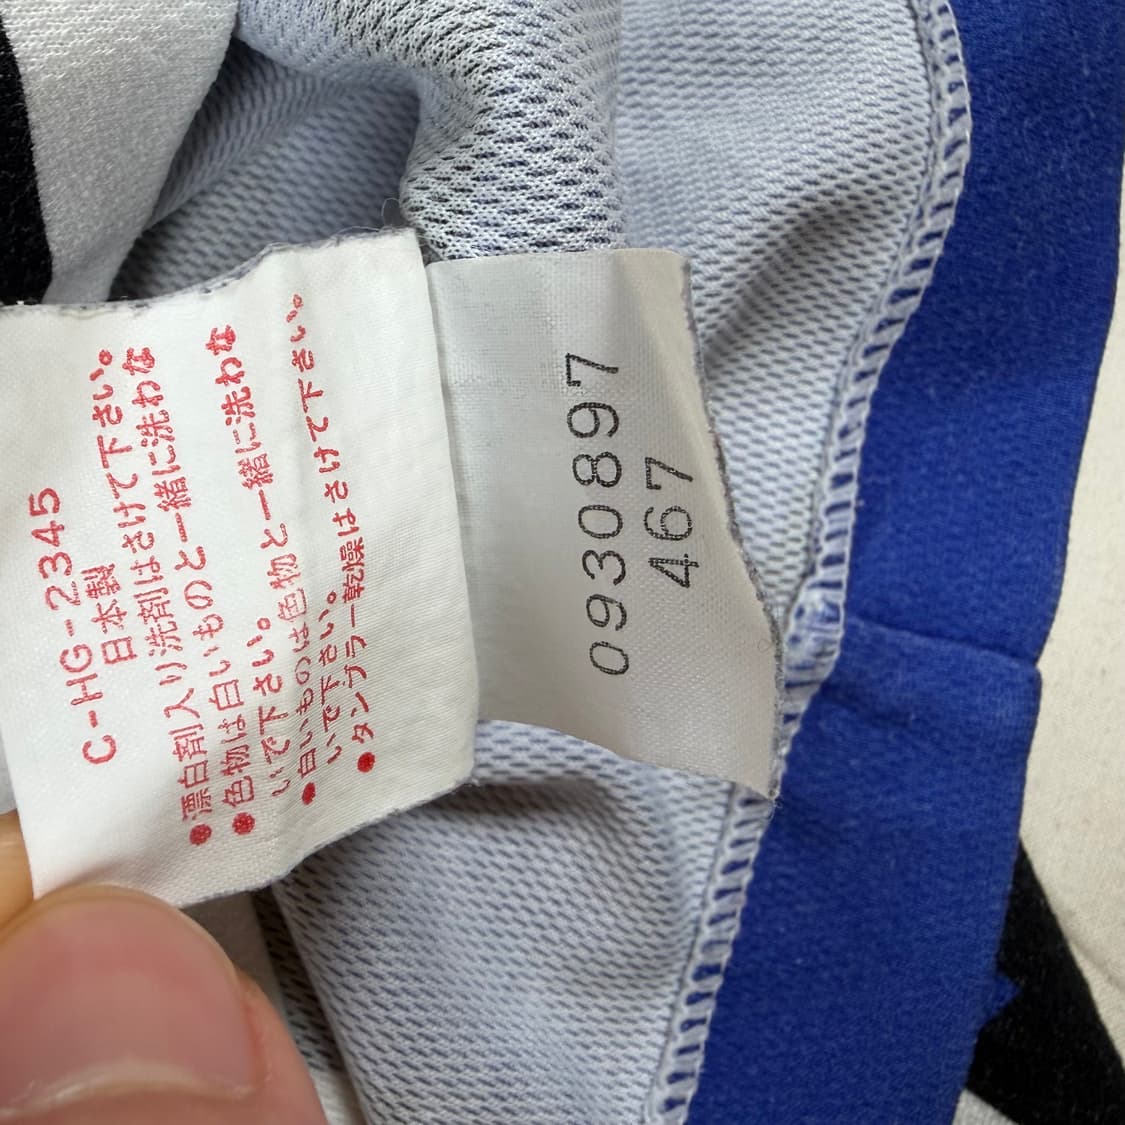 C-HG-2345
日本製
●漂白剤入り洗剤はさけて下さい。
●色物は白いものと一緒に洗わな
いで下さい。
●白いものは色物と一緒に洗わな
いで下さい。
●タンブラー乾燥はさけて下さい。
0930897
467